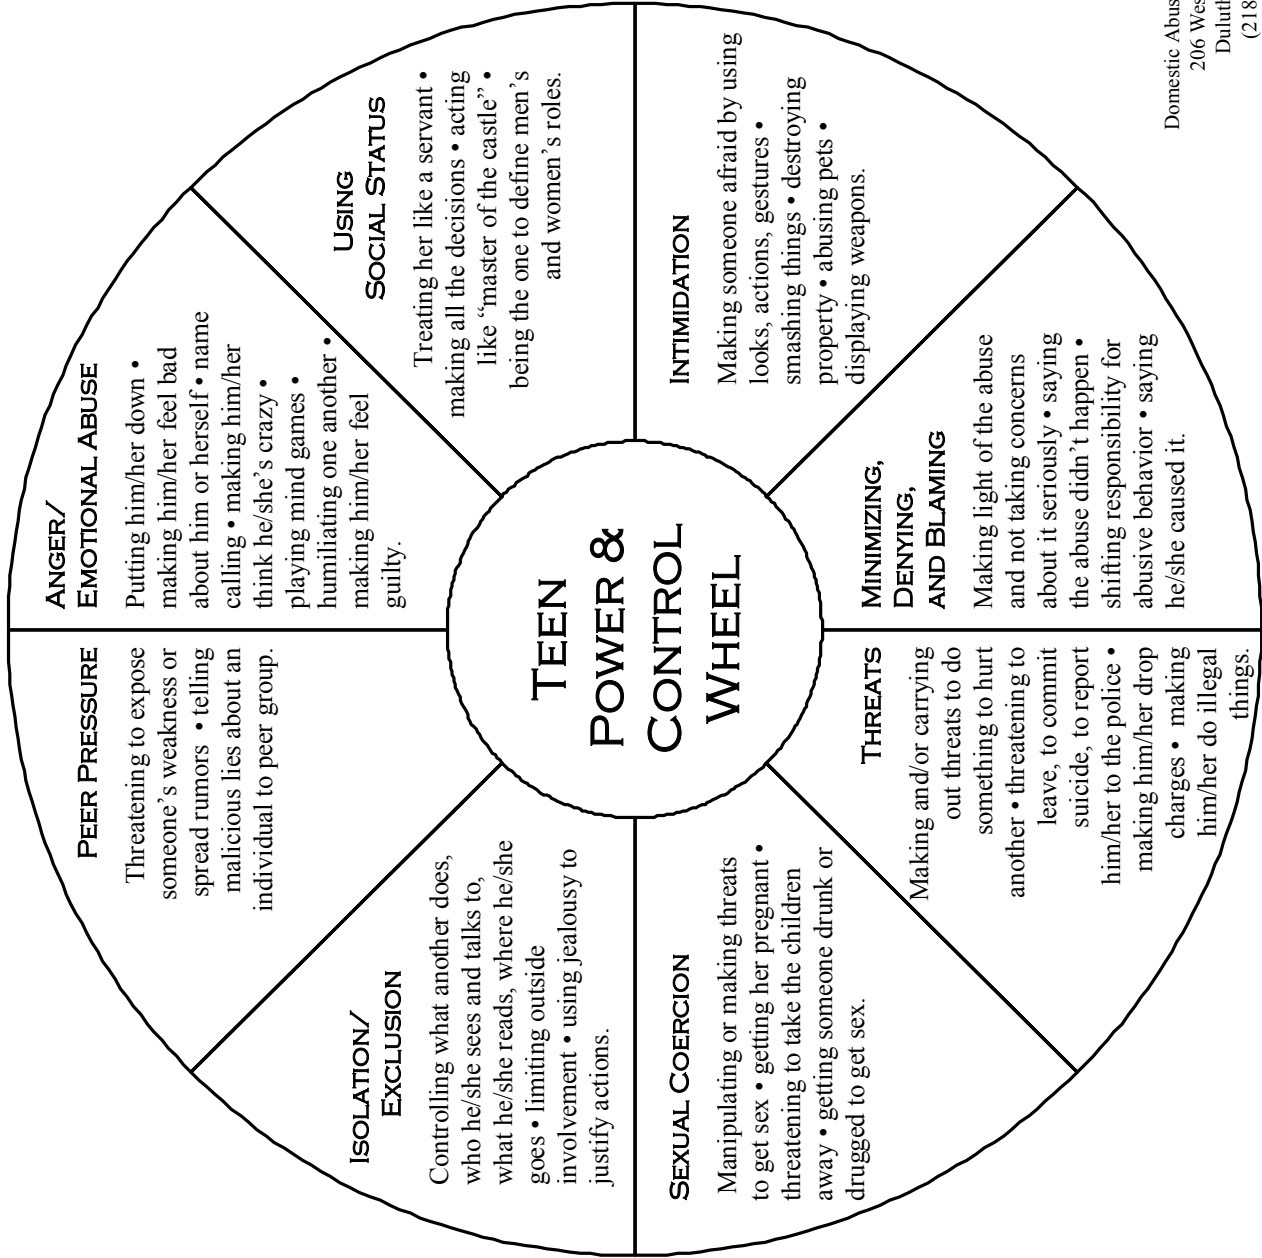 PEER PRESSURE
Threatening to expose
someone’s weakness or
spread rumors • telling
malicious lies about an
individual to peer group.
ANGER/
EMOTIONAL ABUSE
Putting him/her down •
making him/her feel bad
about him or herself • name
calling • making him/her
think he/she’s crazy •
playing mind games •
humiliating one another •
making him/her feel
guilty.
ISOLATION/
EXCLUSION
Controlling what another does,
who he/she sees and talks to,
what he/she reads, where he/she
goes • limiting outside
involvement • using jealousy to
justify actions.
USING
SOCIAL STATUS
Treating her like a servant •
making all the decisions • acting
like “master of the castle” •
being the one to define men’s
and women’s roles.
TEEN
POWER &
CONTROL
WHEEL
SEXUAL COERCION
Manipulating or making threats
to get sex • getting her pregnant •
threatening to take the children
away • getting someone drunk or
drugged to get sex.
INTIMIDATION
Making someone afraid by using
looks, actions, gestures •
smashing things • destroying
property • abusing pets •
displaying weapons.
THREATS
Making and/or carrying
out threats to do
something to hurt
another • threatening to
leave, to commit
suicide, to report
him/her to the police •
making him/her drop
charges • making
him/her do illegal
things.
MINIMIZING,
DENYING,
AND BLAMING
Making light of the abuse
and not taking concerns
about it seriously • saying
the abuse didn’t happen •
shifting responsibility for
abusive behavior • saying
he/she caused it.
Domestic Abus
206 Wes
Duluth
(218